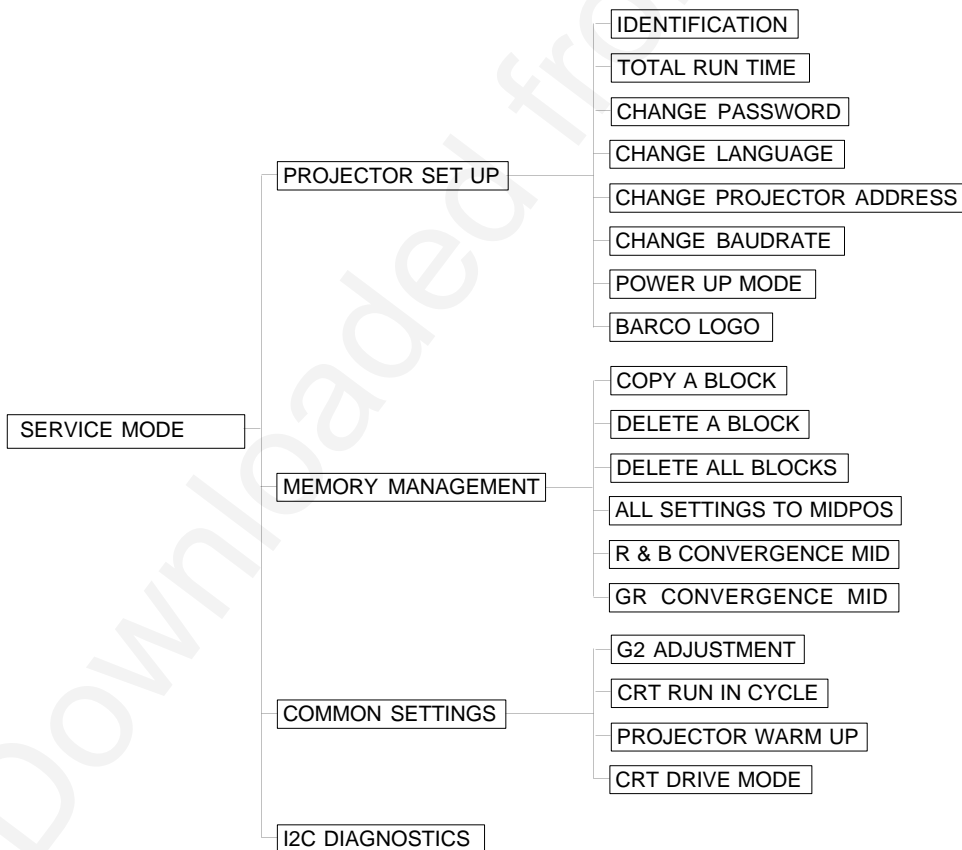 IDENTIFICATION
TOTAL RUN TIME
CHANGE PASSWORD
PROJECTOR SET UP
CHANGE LANGUAGE
CHANGE PROJECTOR ADDRESS
CHANGE BAUDRATE
POWER UP MODE
BARCO LOGO
COPY A BLOCK
SERVICE MODE
DELETE A BLOCK
DELETE ALL BLOCKS
MEMORY MANAGEMENT
ALL SETTINGS TO MIDPOS
R & B CONVERGENCE MID
GR CONVERGENCE MID
G2 ADJUSTMENT
CRT RUN IN CYCLE
COMMON SETTINGS
PROJECTOR WARM UP
CRT DRIVE MODE
I2C DIAGNOSTICS
Downloaded from